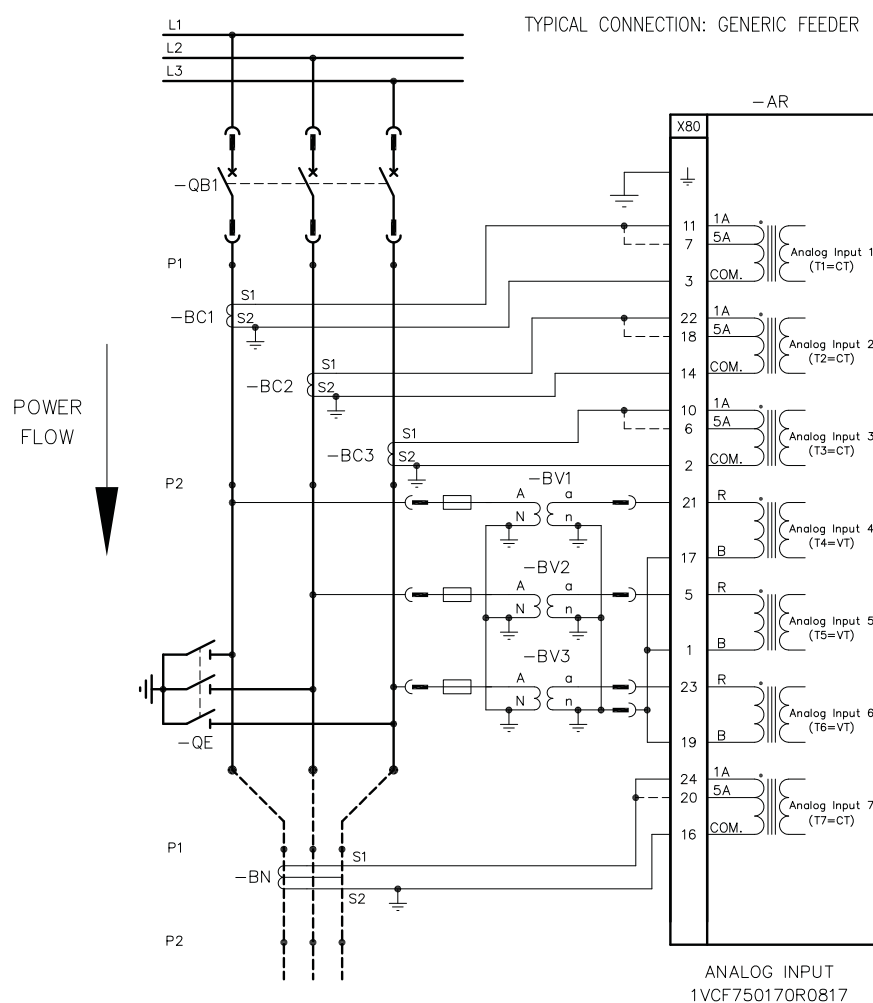 TYPICAL CONNECTION: GENERIC FEEDER
L1
L2
L3
-AR
X80
-QB1
P1
11 1A
7 5A
3 COM.
Analog Input 1
(T1=CT)
S1
-BC1 S2
22 1A
18 5A
14 COM.
Analog Input 2
(T2=CT)
S1
-BC2 S2
POWER
FLOW
10 1A
6 5A
2 COM.
Analog Input 3
(T3=CT)
S1
-BC3 S2
P2
-BV1
A a
N n
21 R
17 B
Analog Input 4
(T4=VT)
-BV2
A a
N n
5 R
1 B
Analog Input 5
(T5=VT)
-BV3
A a
N n
23 R
19 B
Analog Input 6
(T6=VT)
-QE
24 1A
20 5A
16 COM.
Analog Input 7
(T7=CT)
P1
S1
-BN
S2
P2
ANALOG INPUT
1VCF750170R0817